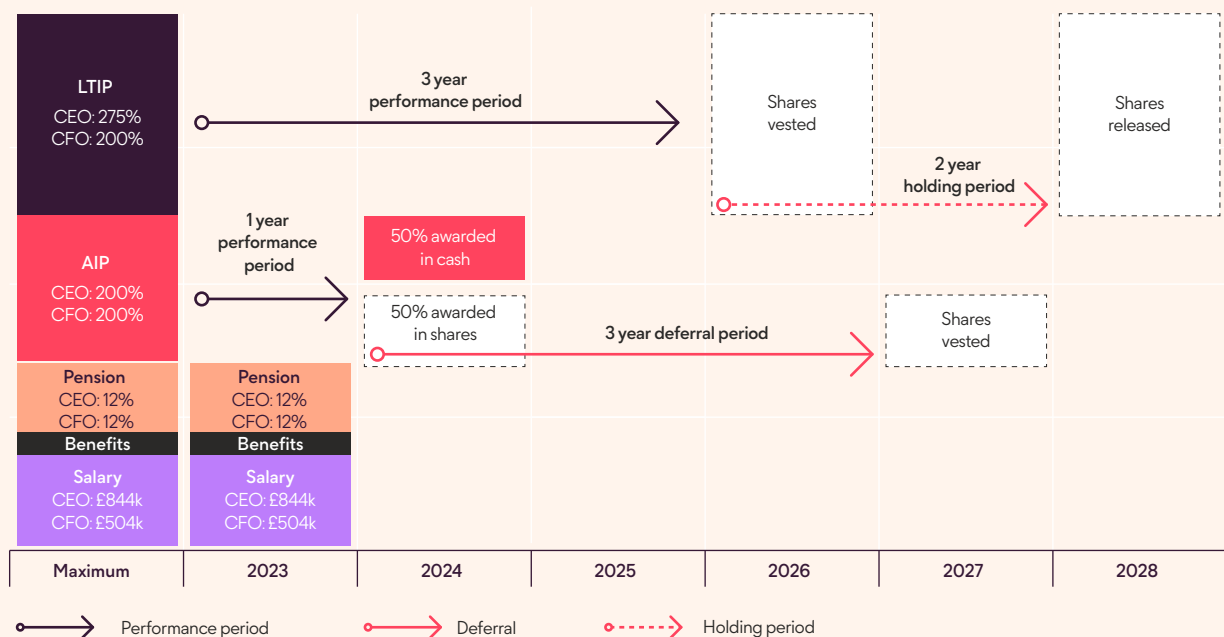 LTIP
CEO: 275%
CFO: 200%
3 year
performance period
Shares
vested
Shares
released
2 year
holding period
AIP
CEO: 200%
CFO: 200%
1 year
performance
period
50% awarded
in cash
50% awarded
in shares
3 year deferral period
Shares
vested
Pension
CEO: 12%
CFO: 12%
Pension
CEO: 12%
CFO: 12%
Benefits
Benefits
Salary
CEO: £844k
CFO: £504k
Salary
CEO: £844k
CFO: £504k
Maximum
2023
2024
2025
2026
2027
2028
Performance period
Deferral
Holding period